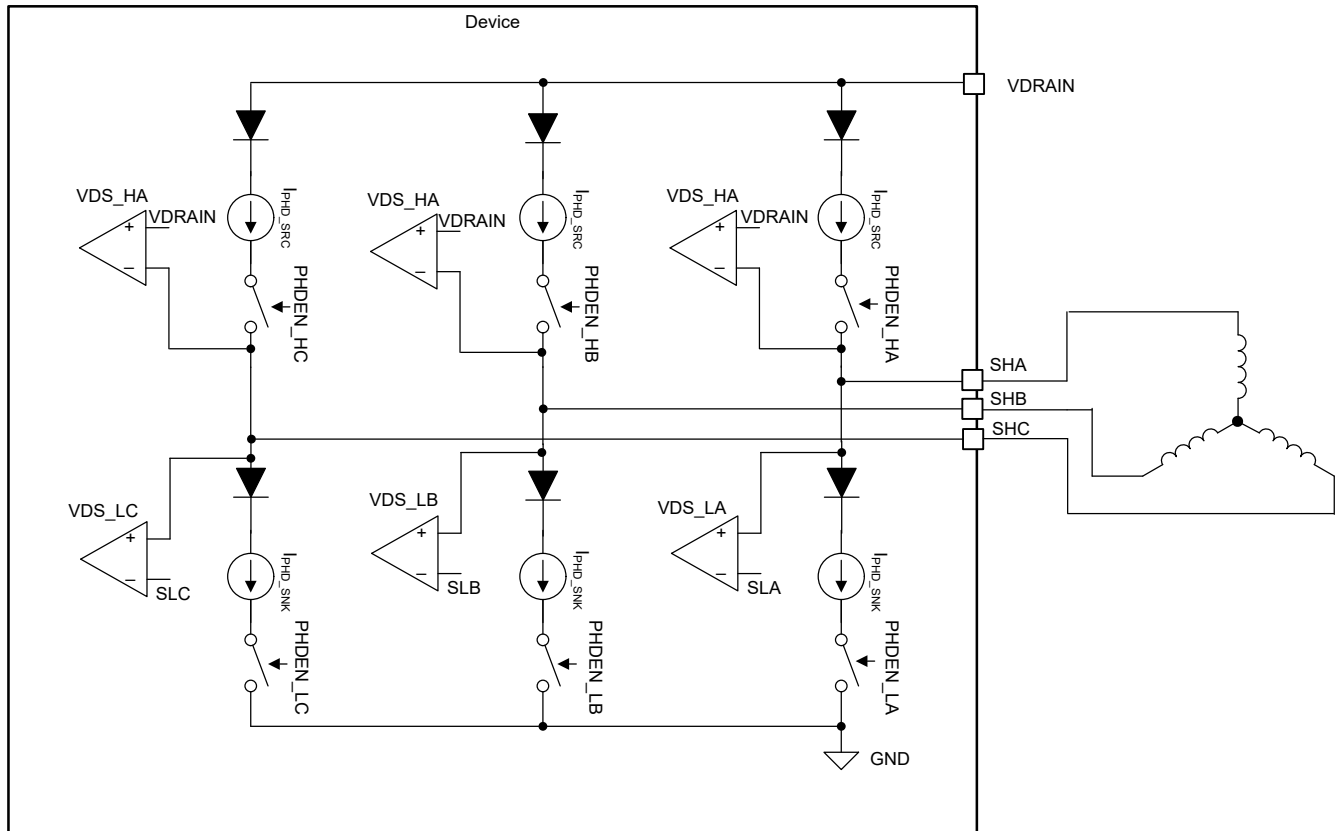 Device
VDRAIN
VDS_HA
VDRAIN
+
−
IPHD_SRC
PHDEN_HC
VDS_HA
VDRAIN
+
−
IPHD_SRC
PHDEN_HB
VDS_HA
VDRAIN
+
−
IPHD_SRC
PHDEN_HA
SHA
SHB
SHC
VDS_LC
+
−
SLC
IPHD_SNK
PHDEN_LC
VDS_LB
+
−
SLB
IPHD_SNK
PHDEN_LB
VDS_LA
+
−
SLA
IPHD_SNK
PHDEN_LA
GND